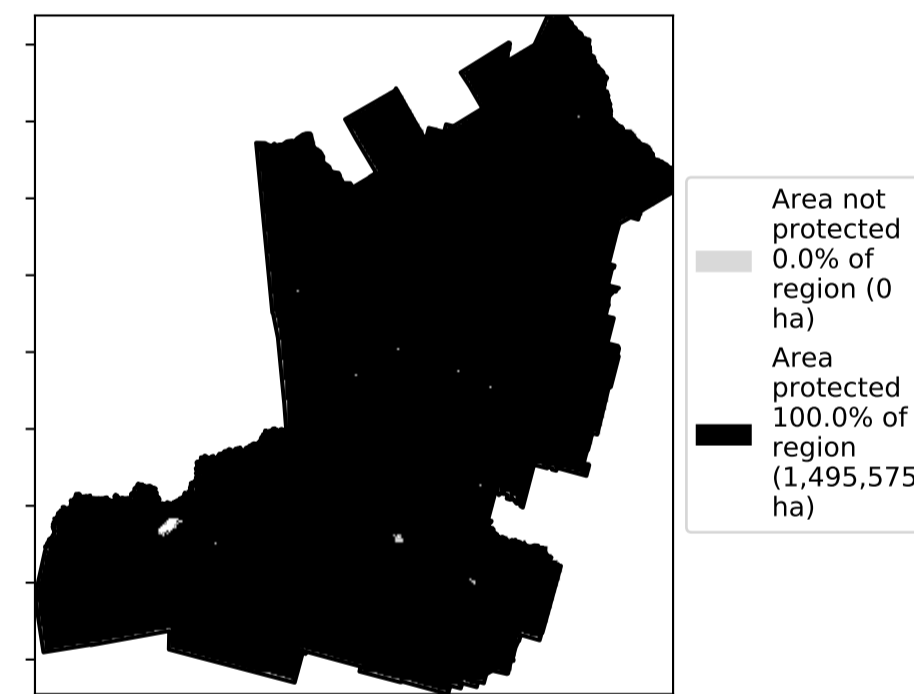 Area not
protected
0.0% of
region (0
ha)
Area
protected
100.0% of
region
(1,495,575
ha)